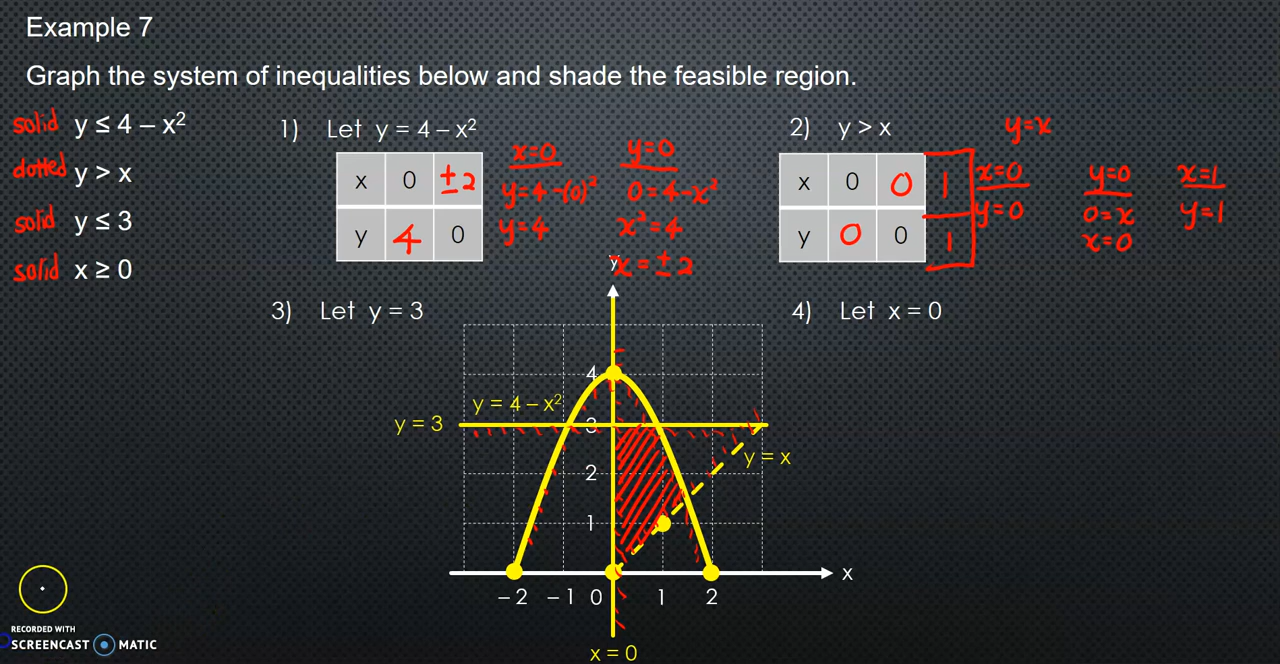 Example 7
Graph the system of inequalities below and shade the feasible region.
solid y ≤ 4 – x²
dotted y > x
solid y ≤ 3
solid x ≥ 0
1) Let y = 4 – x²
x 0 ±2
y 4 0
x=0
y=4-(0)²
y=4
y=0
0=4-x²
x²=4
x=±2
2) y > x
y=x
x 0 0 1
y 0 0 1
x=0
y=0
y=0
0=x
x=0
x=1
y=1
3) Let y = 3
4) Let x = 0
y
4
y = 4 – x²
y = 3
3
y = x
2
1
– 2 – 1 0 1 2 x
x = 0
RECORDED WITH
SCREENCAST MATIC